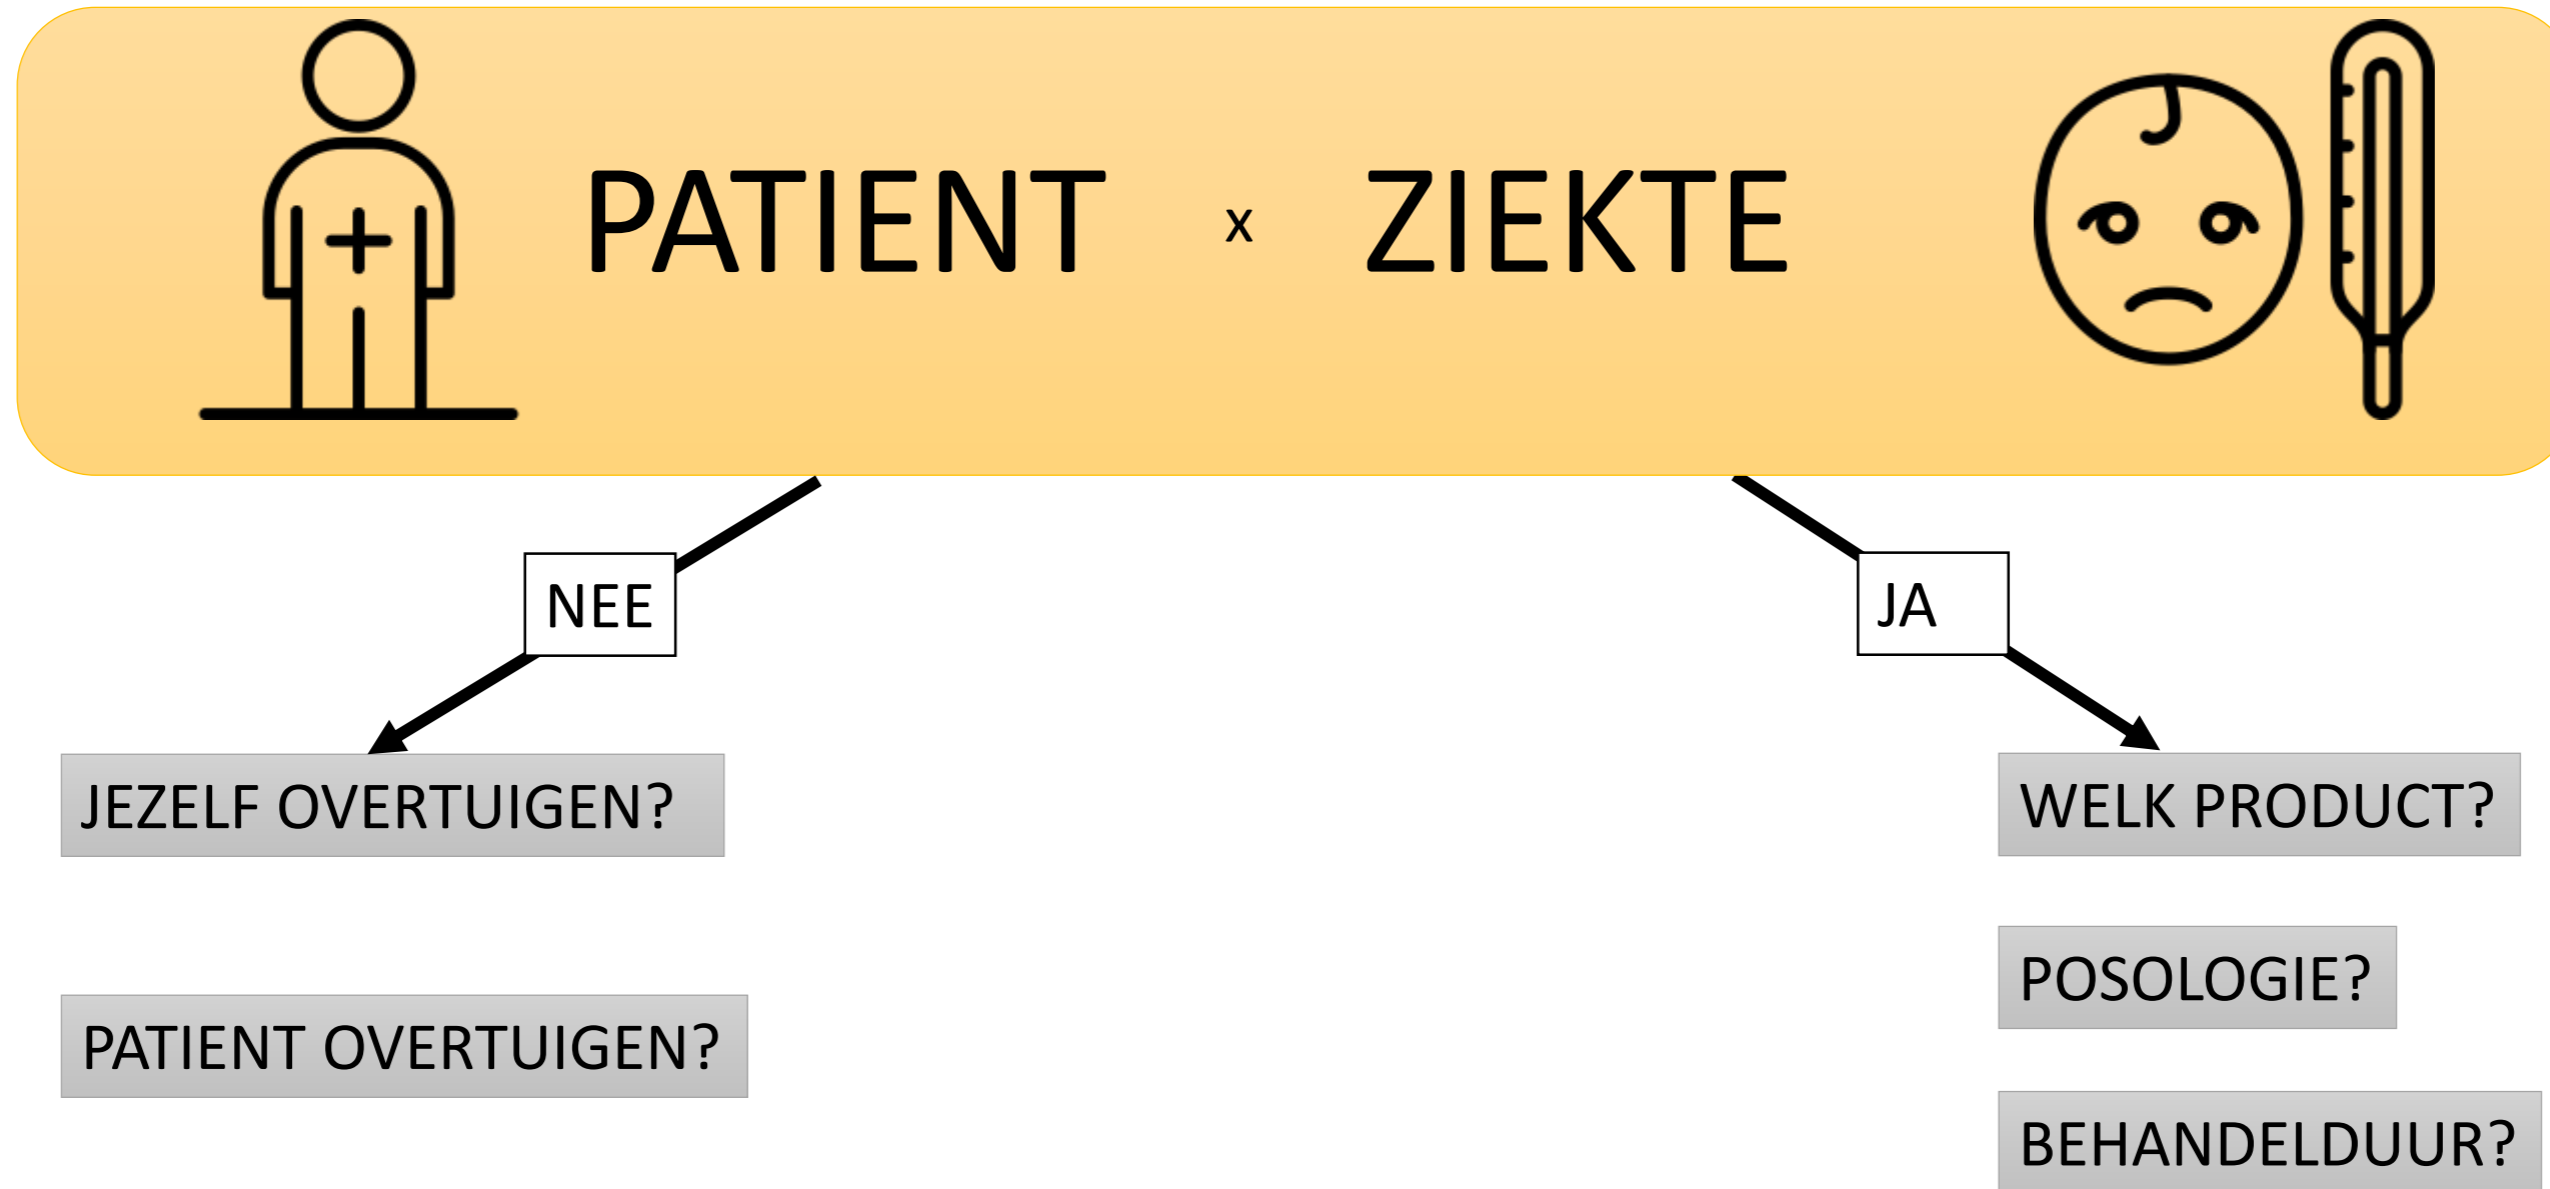 PATIENT x ZIEKTE
NEE
JA
JEZELF OVERTUIGEN?
PATIENT OVERTUIGEN?
WELK PRODUCT?
POSOLOGIE?
BEHANDELDUUR?